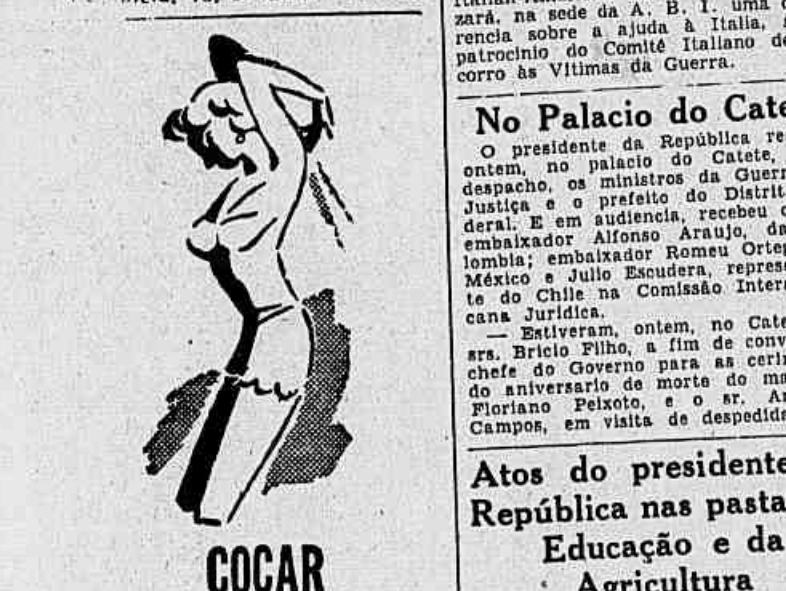 COCAR
zará, na sede da A. B. I. uma
rencia sobre a ajuda à Italia,
patrocinio do Comité Italiano de
corro às Vitimas da Guerra.
No Palacio do Cate
O presidente da República re
ontem, no palacio do Catete,
despacho, os ministros da Guerr
Justiça e o prefeito do Distrit
deral. E em audiencia, recebeu
embaixador Alfonso Araujo, da
lombia; embaixador Romeu Orteg
México e Julio Escudera, represe
te do Chile na Comissão Intera
cana Juridica.
— Estiveram, ontem, no Cate
srs. Bricio Filho, a fim de conv
chefe do Governo para as cerim
do aniversario de morte do ma
Floriano Peixoto, e o sr. Ar
Campos, em visita de despedida
Atos do presidente
República nas pasta
Educação e da
Agricultura